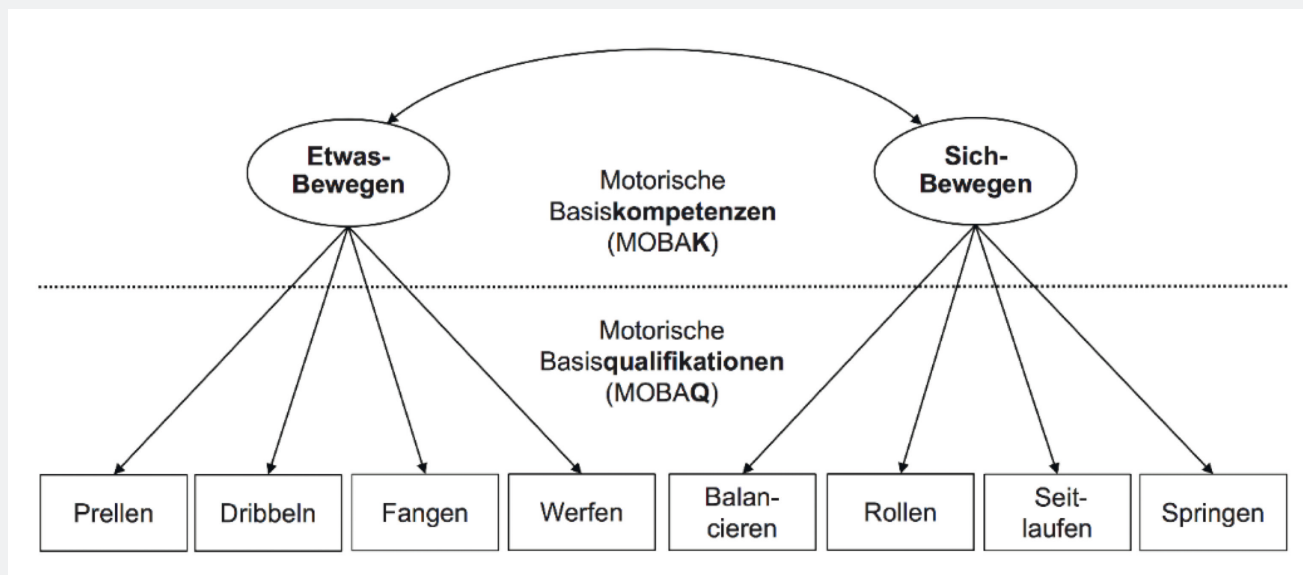 Etwas-
Bewegen
Sich-
Bewegen
Motorische
Basiskompetenzen
(MOBAK)
Motorische
Basisqualifikationen
(MOBAQ)
Prellen
Dribbeln
Fangen
Werfen
Balan-
cieren
Rollen
Seit-
laufen
Springen